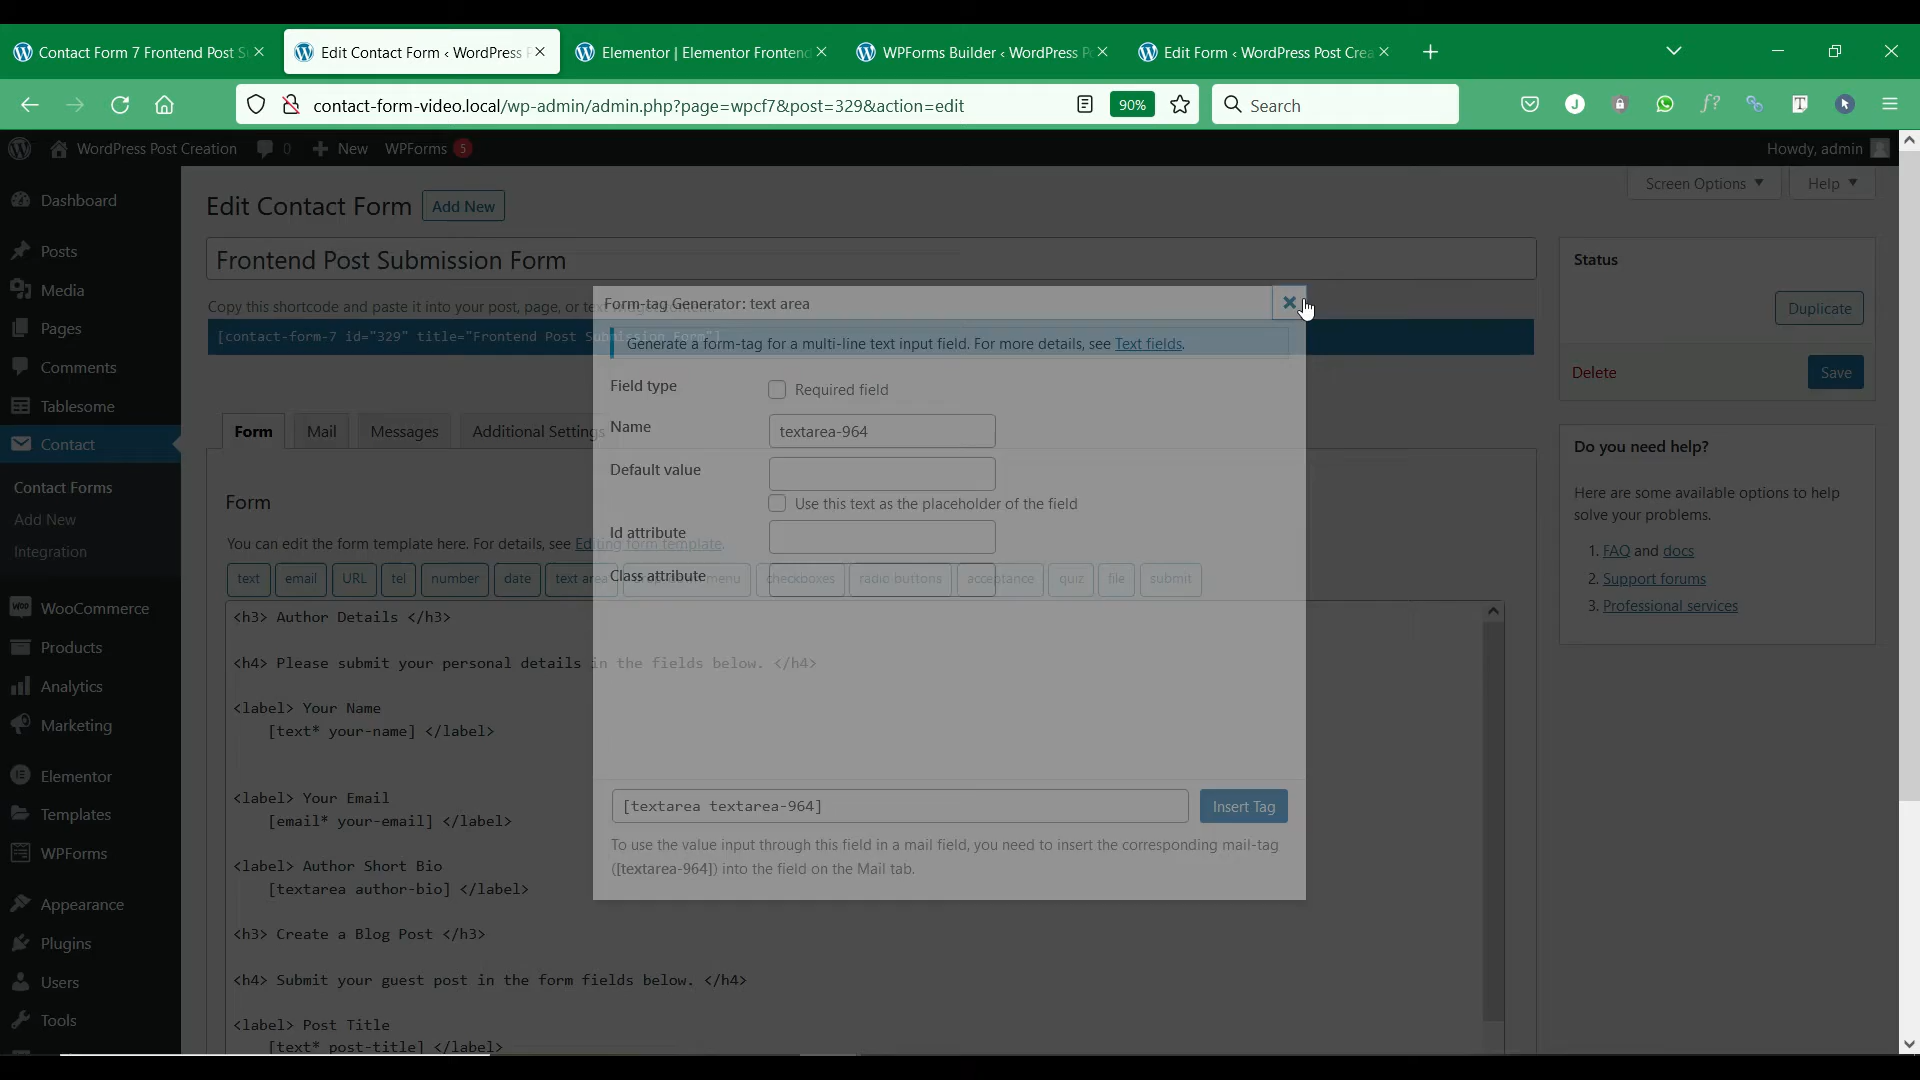 Contact Form 7 Frontend Post S
Edit Contact Form ‹ WordPress P
Elementor | Elementor Frontend
WPForms Builder ‹ WordPress P
Edit Form ‹ WordPress Post Crea
contact-form-video.local/wp-admin/admin.php?page=wpcf7&post=329&action=edit
90%
Search
WordPress Post Creation
0
New
WPForms
5
Howdy, admin
Dashboard
Posts
Media
Pages
Comments
Tablesome
Contact
Contact Forms
Add New
Integration
WooCommerce
Products
Analytics
Marketing
Elementor
Templates
WPForms
Appearance
Plugins
Users
Tools
Edit Contact Form
Add New
Screen Options
Help
Frontend Post Submission Form
Copy this shortcode and paste it into your post, page, or
[contact-form-7 id="329" title="Frontend Post Submission Form"]
Form
Mail
Messages
Additional Settings
Form
You can edit the form template here. For details, see Editing form template.
text
email
URL
tel
number
date
text area
menu
checkboxes
radio buttons
acceptance
quiz
file
submit
<h3> Author Details </h3>
<h4> Please submit your personal details in the fields below. </h4>
<label> Your Name
[text* your-name] </label>
<label> Your Email
[email* your-email] </label>
<label> Author Short Bio
[textarea author-bio] </label>
<h3> Create a Blog Post </h3>
<h4> Submit your guest post in the form fields below. </h4>
<label> Post Title
[text* post-title] </label>
Form-tag Generator: text area
Generate a form-tag for a multi-line text input field. For more details, see Text fields.
Field type
Required field
Name
textarea-964
Default value
Use this text as the placeholder of the field
Id attribute
Class attribute
[textarea textarea-964]
Insert Tag
To use the value input through this field in a mail field, you need to insert the corresponding mail-tag
([textarea-964]) into the field on the Mail tab.
Status
Duplicate
Delete
Save
Do you need help?
Here are some available options to help
solve your problems.
1. FAQ and docs
2. Support forums
3. Professional services